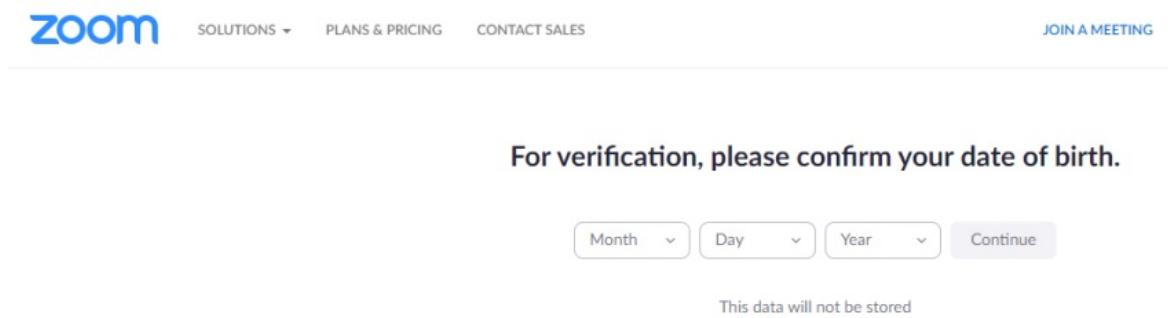 zoom SOLUTIONS PLANS & PRICING CONTACT SALES JOIN A MEETING
For verification, please confirm your date of birth.
Month Day Year Continue
This data will not be stored